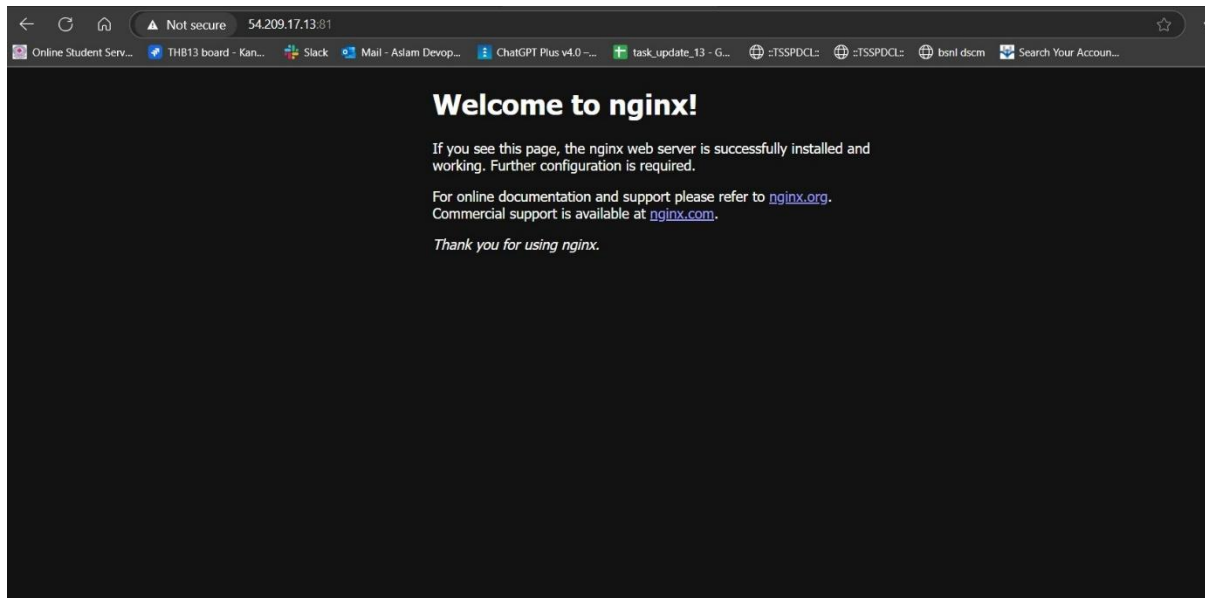 Not secure 54.209.17.13:81
Online Student Serv... THB13 board - Kan... Slack Mail - Aslam Devop... ChatGPT Plus v4.0 –... task_update_13 - G... ::TSSPDCL:: ::TSSPDCL:: bsnl dscm Search Your Accoun...
Welcome to nginx!
If you see this page, the nginx web server is successfully installed and
working. Further configuration is required.
For online documentation and support please refer to nginx.org.
Commercial support is available at nginx.com.
Thank you for using nginx.